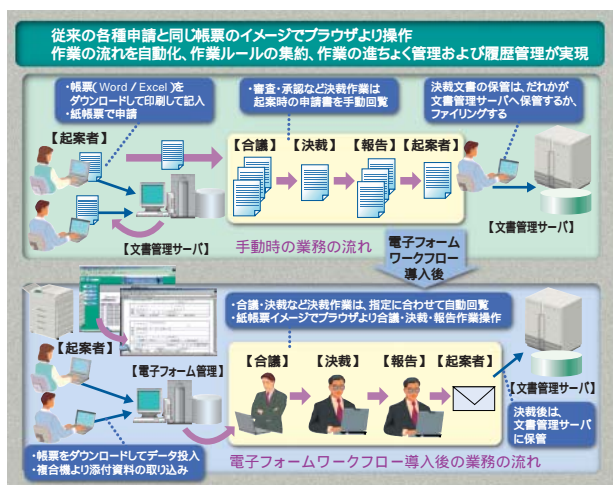 従来の各種申請と同じ帳票のイメージでブラウザより操作
作業の流れを自動化、作業ルールの集約、作業の進ちょく管理および履歴管理が実現
・帳票(Word/Excel)を
ダウンロードして印刷して記入
・紙帳票で申請
・審査・承認など決裁作業は
起案時の申請書を手動回覧
決裁文書の保管は、だれかが
文書管理サーバへ保管するか、
ファイリングする
【起案者】
【合議】
【決裁】
【報告】
【起案者】
【文書管理サーバ】
手動時の業務の流れ
【文書管理サーバ】
電子フォーム
ワークフロー
導入後
・合議・決裁など決裁作業は、指定に合わせて自動回覧
・紙帳票イメージでブラウザより合議・決裁・報告作業操作
【起案者】
【電子フォーム管理】
【合議】
【決裁】
【報告】
【起案者】
【文書管理サーバ】
決裁後は、
文書管理サーバ
に保管
・帳票をダウンロードしてデータ投入
・複合機より添付資料の取り込み
電子フォームワークフロー導入後の業務の流れ